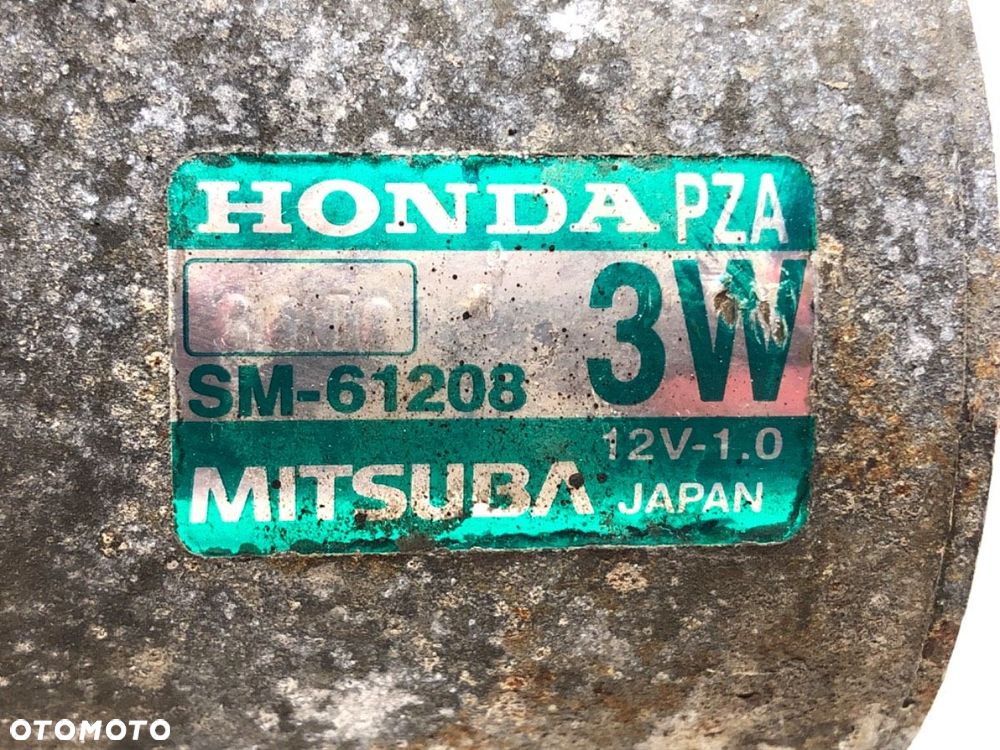 HONDA PZA
3W
SM-61208
12V-1.0
MITSUBA JAPAN
OTOMOTO